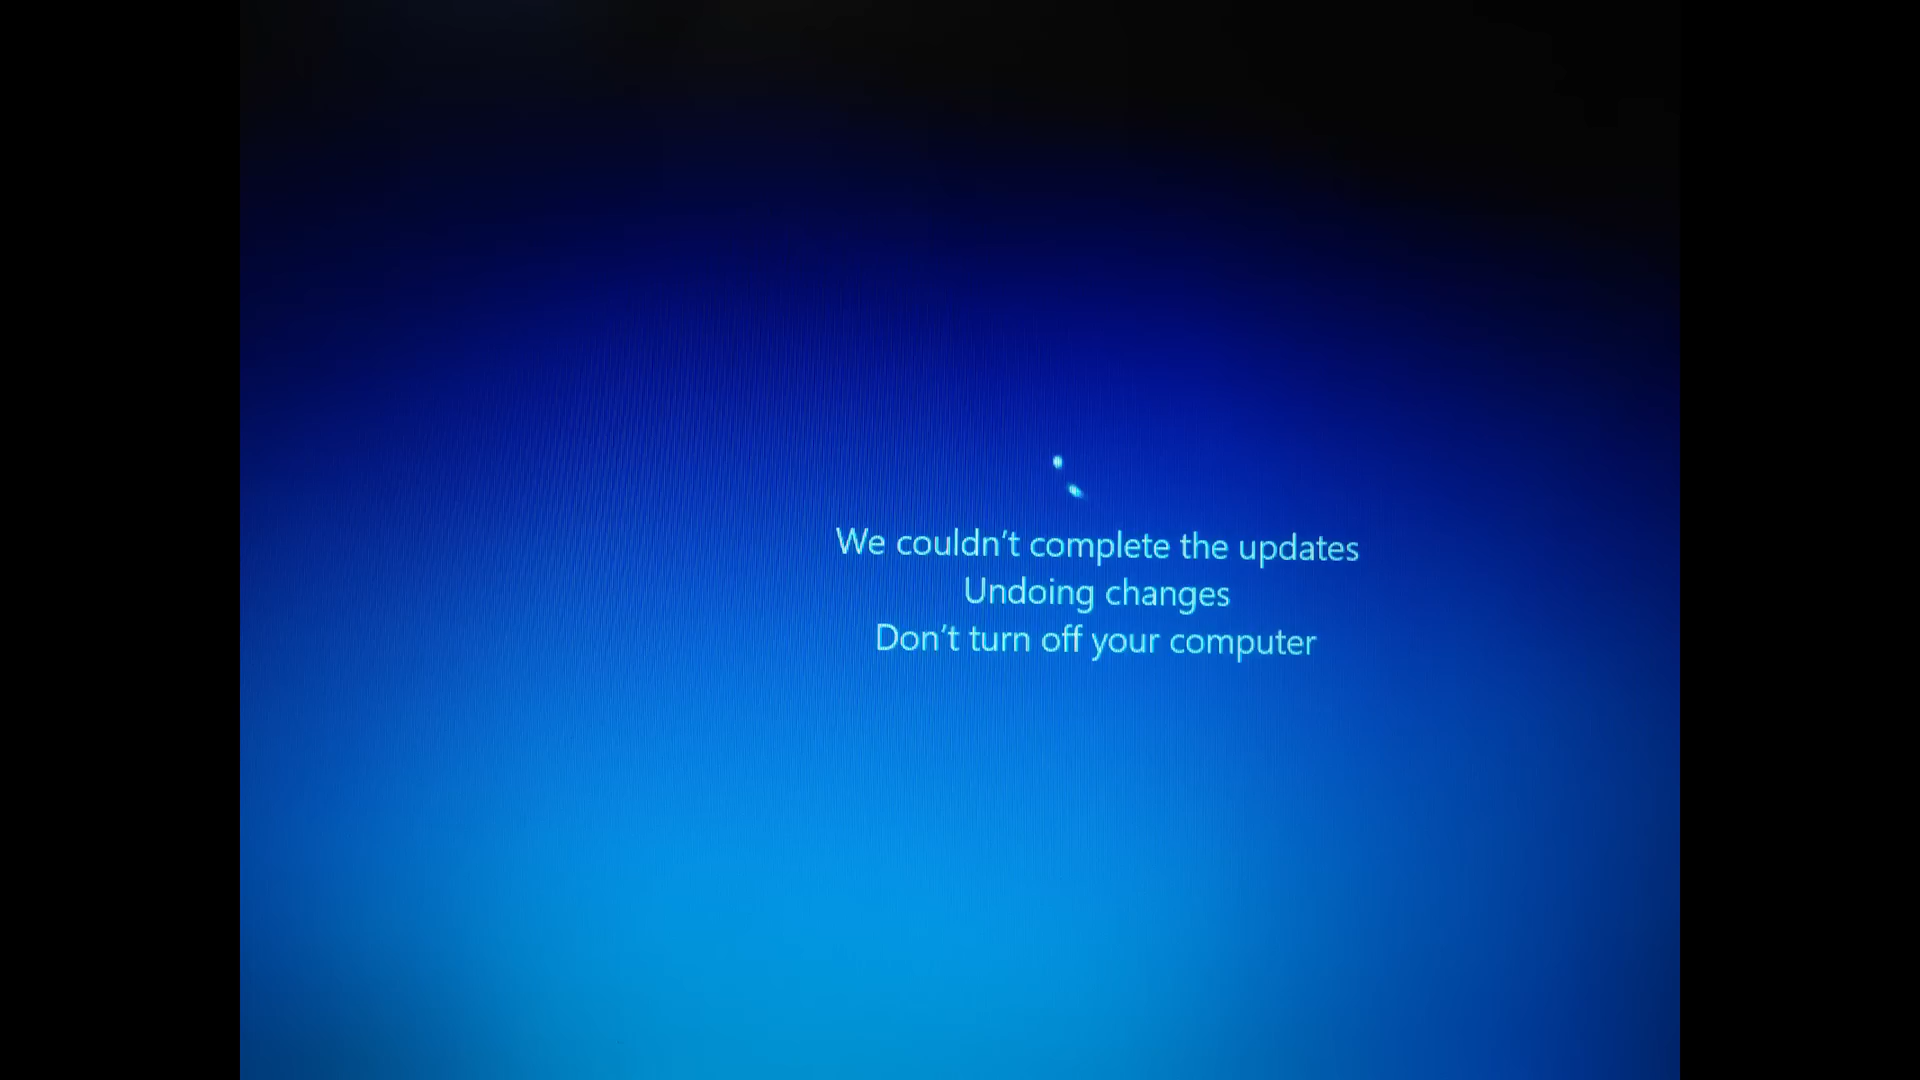 We couldn’t complete the updates
Undoing changes
Don’t turn off your computer